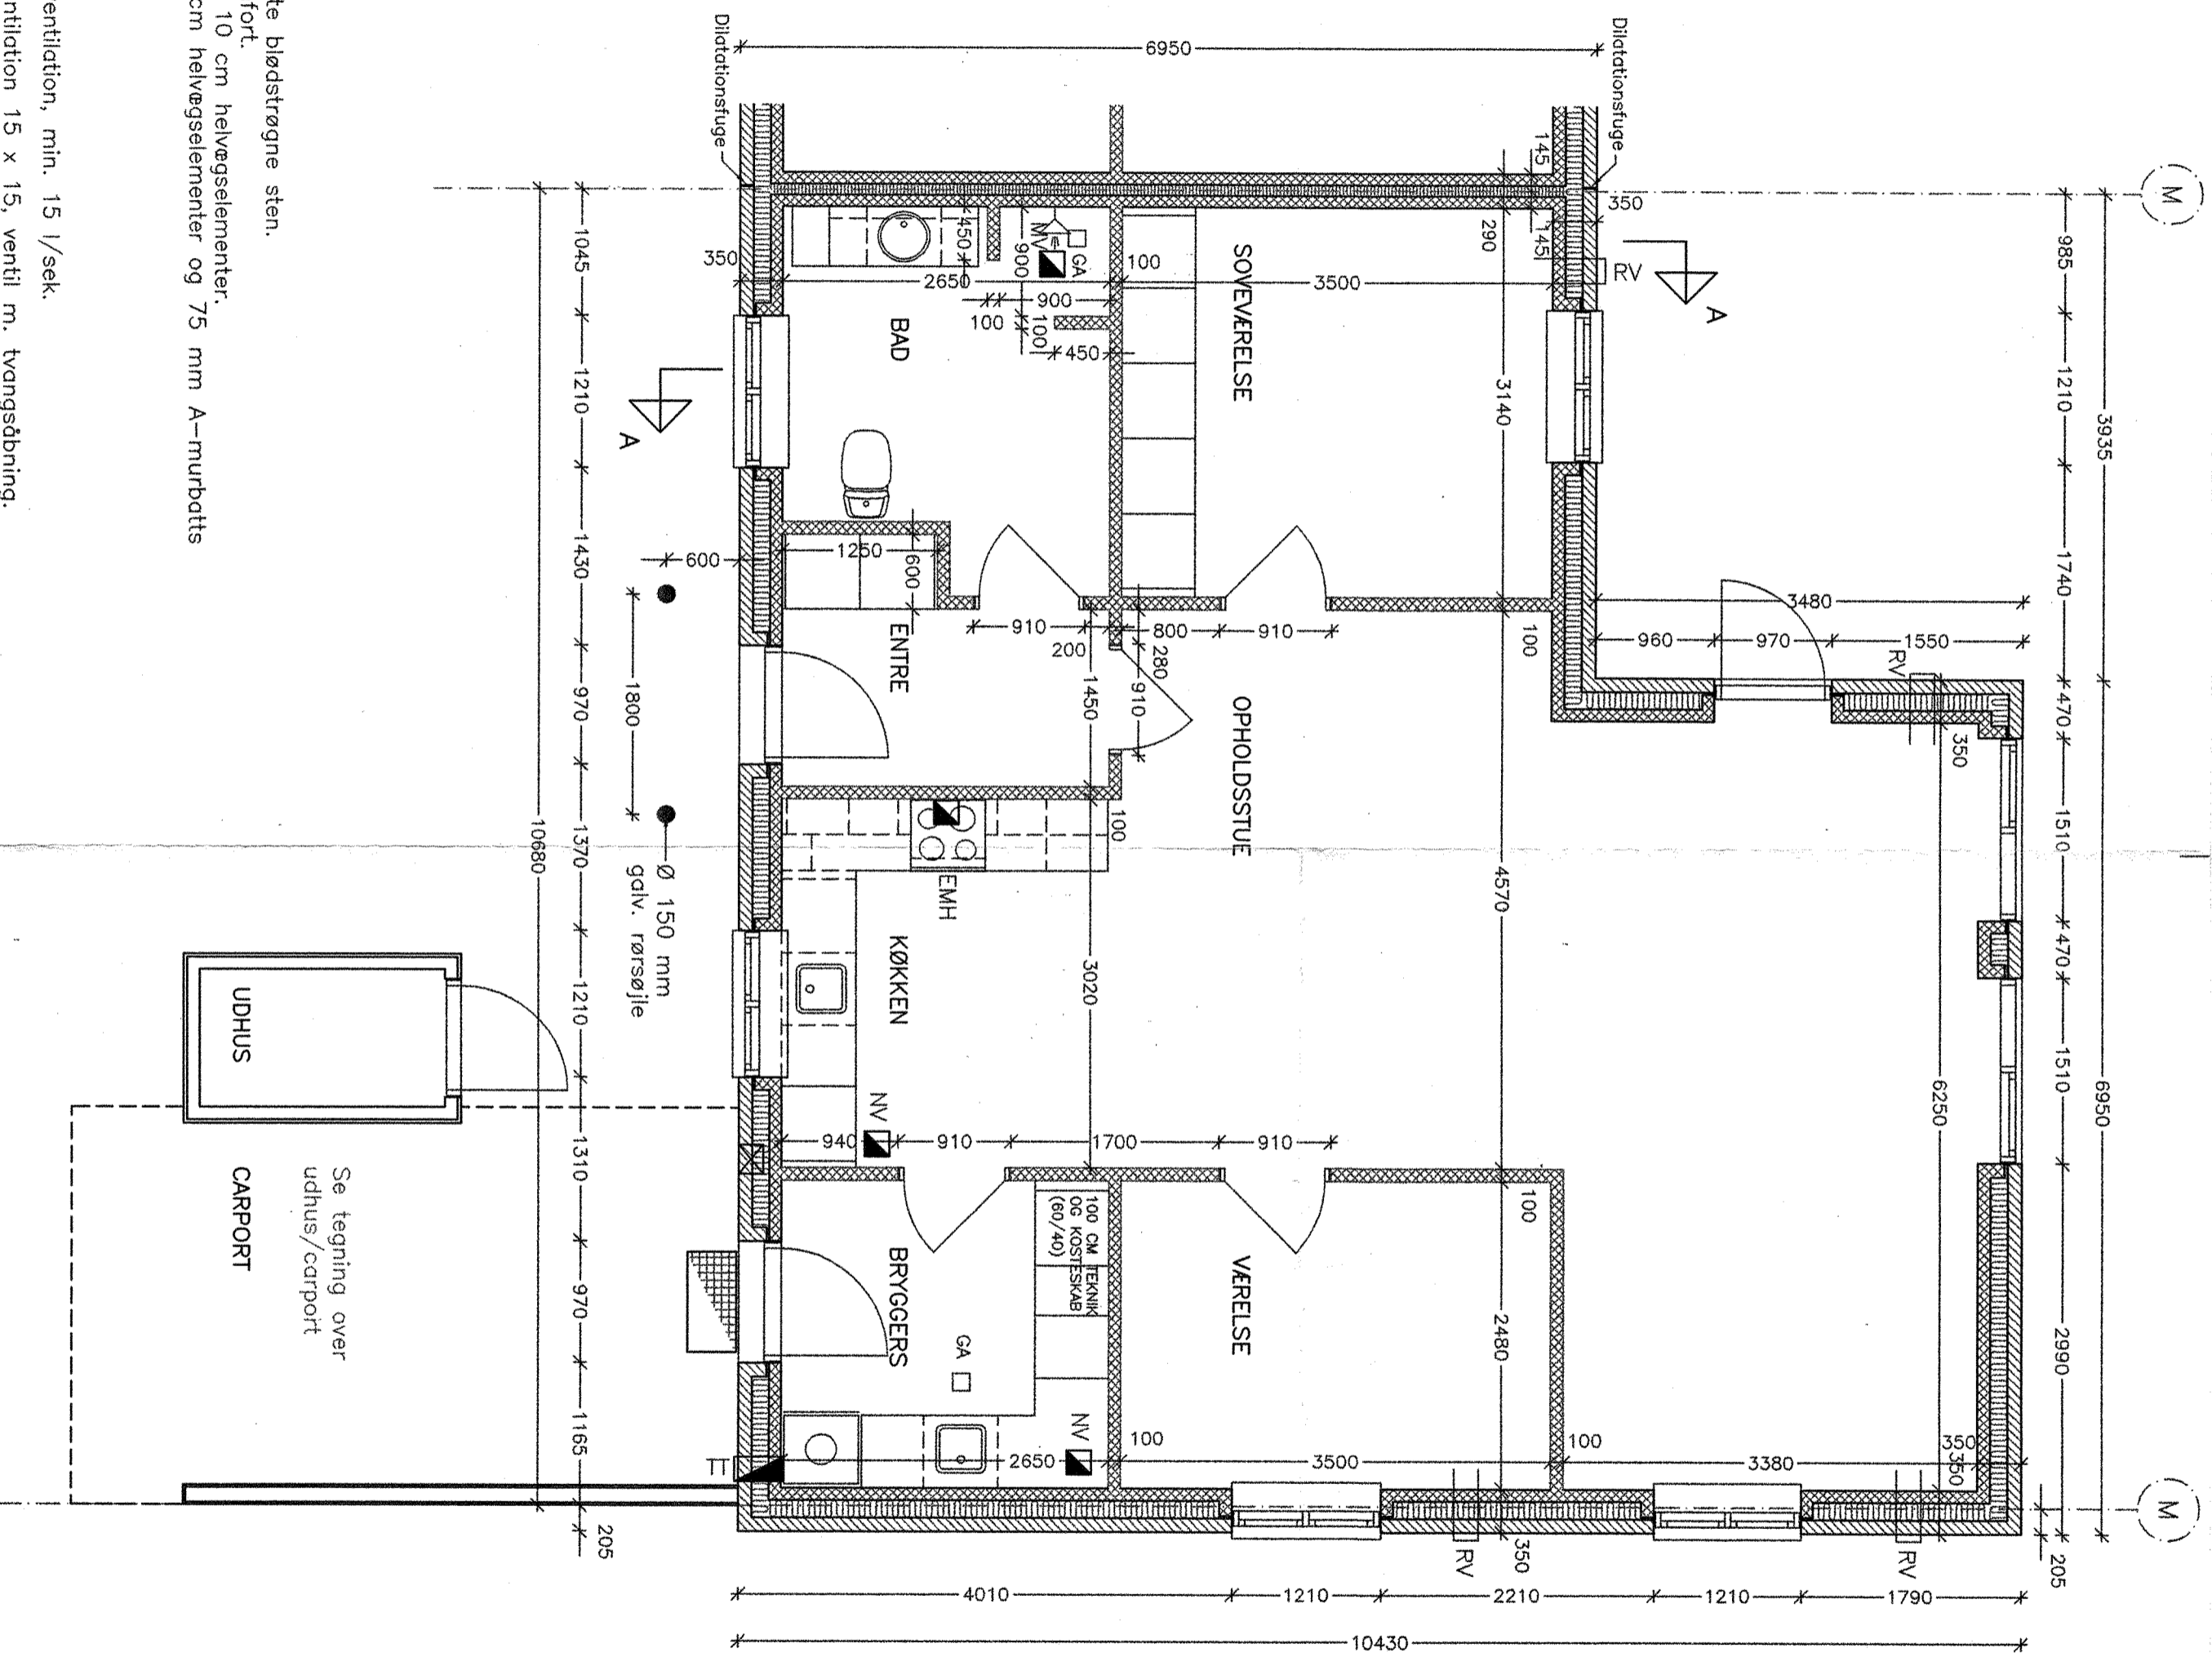 te blødstrøgne sten.
fort.
10 cm helvægselementer.
cm helvægselementer og 75 mm A-murbatts
entilation, min. 15 l/sek.
ntilation 15 x 15, ventil m. tvangsåbning.
Dilatationsfuge
6950
Dilatationsfuge
M
3935
6950
985
1210
1740
470
1510
470
1510
2990
205
M
A
RV
350
145
145
290
3480
960
970
1550
RV
350
6250
SOVEVÆRELSE
3500
3140
100
100
800
910
280
910
OPHOLDSSTUE
4570
BAD
450
900
MV
GA
2650
900
100
100
450
350
1250
600
910
200
ENTRE
1450
100
EMH
KØKKEN
3020
NV
940
910
1700
910
BRYGGERS
100 CM TEKNIK
OG KOSTESKAB
(60/40)
GA
NV
2650
100
TT
VÆRELSE
2480
100
3500
100
3380
350
350
RV
350
RV
1045
1210
1430
970
1370
1210
1310
970
1165
205
10680
A
600
1800
Ø 150 mm
galv. rørsøjle
UDHUS
CARPORT
Se tegning over
udhus/carport
4010
1210
2210
1210
1790
10430